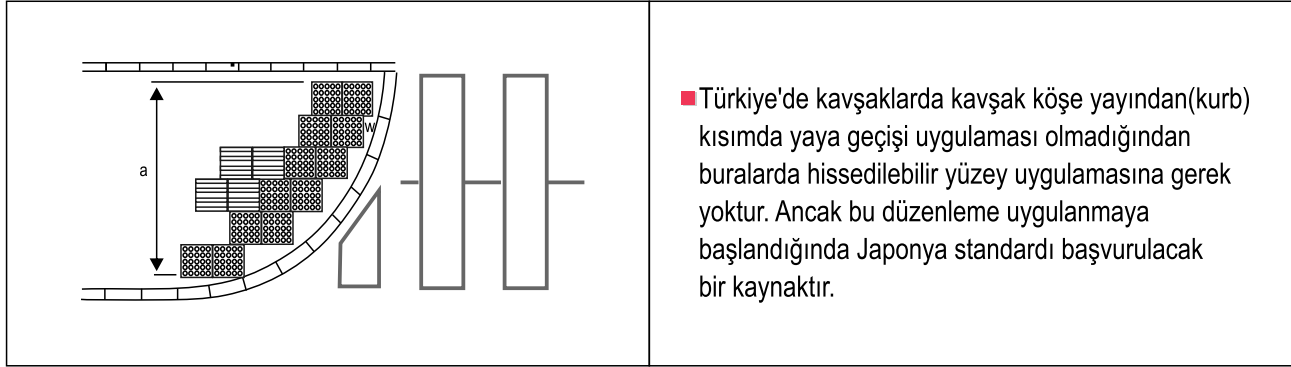 a
W
Türkiye'de kavşaklarda kavşak köşe yayından(kurb)
kısımda yaya geçişi uygulaması olmadığından
buralarda hissedilebilir yüzey uygulamasına gerek
yoktur. Ancak bu düzenleme uygulanmaya
başlandığında Japonya standardı başvurulacak
bir kaynaktır.